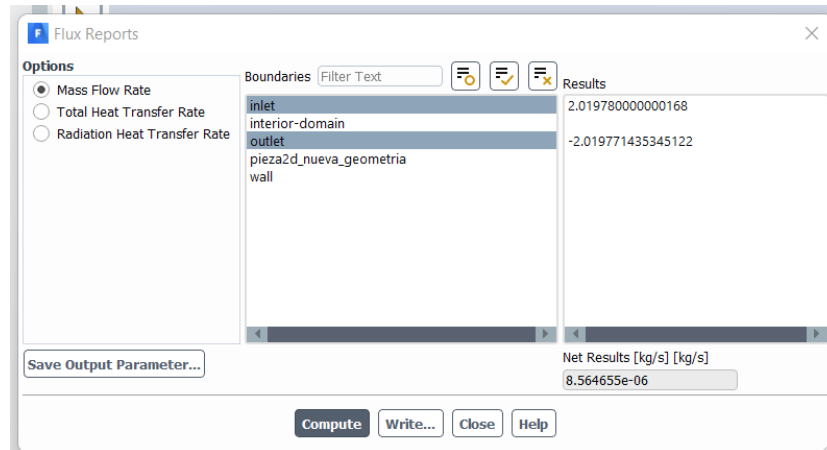 Flux Reports
Options
Mass Flow Rate
Total Heat Transfer Rate
Radiation Heat Transfer Rate
Boundaries Filter Text
inlet
interior-domain
outlet
pieza2d_nueva_geometria
wall
Results
2.019780000000168
-2.019771435345122
Save Output Parameter...
Net Results [kg/s] [kg/s]
8.564655e-06
Compute Write... Close Help